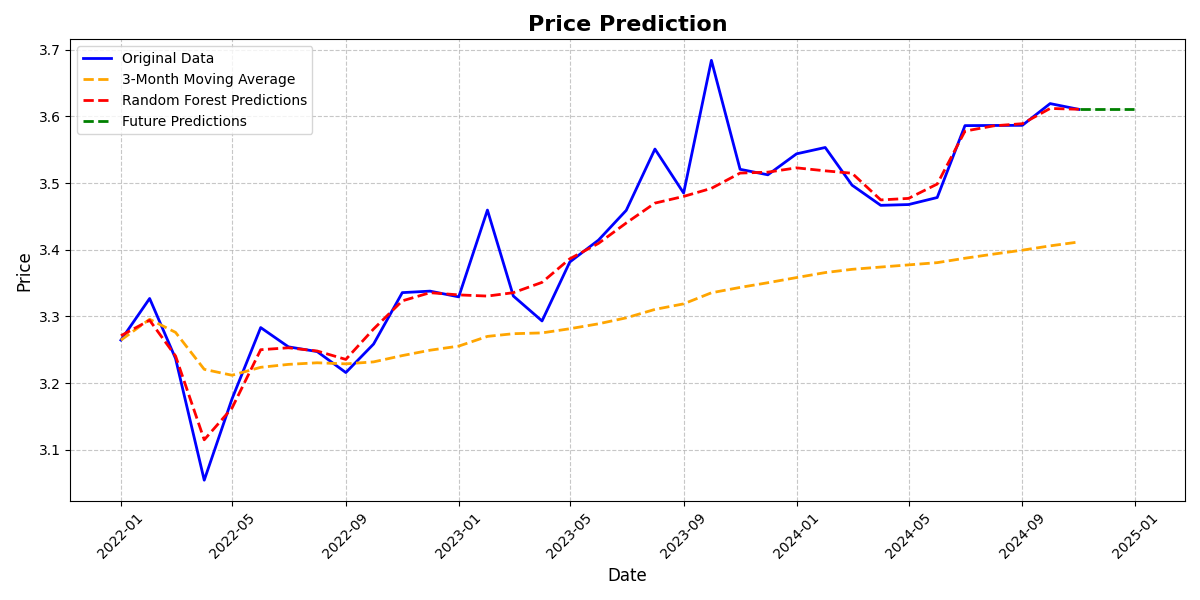 Price Prediction
Original Data
3-Month Moving Average
Random Forest Predictions
Future Predictions
Price
3.7
3.6
3.5
3.4
3.3
3.2
3.1
2022-01
2022-05
2022-09
2023-01
2023-05
2023-09
2024-01
2024-05
2024-09
2025-01
Date